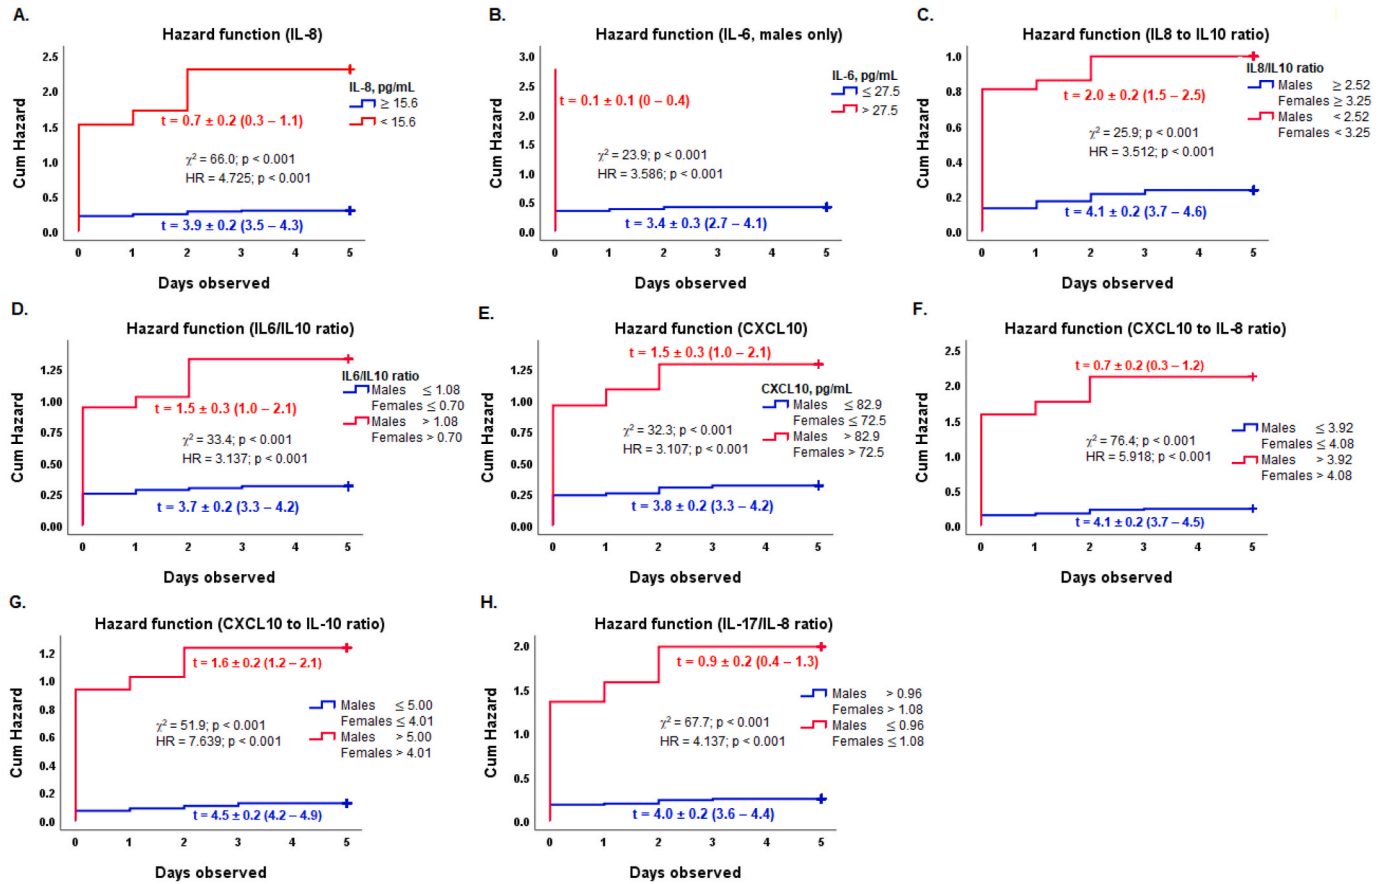 A.
Hazard function (IL-8)
2.5
2.0
1.5
1.0
0.5
0.0
Cum Hazard
IL-8, pg/mL
≥ 15.6
< 15.6
t = 0.7 ± 0.2 (0.3 – 1.1)
χ² = 66.0; p < 0.001
HR = 4.725; p < 0.001
t = 3.9 ± 0.2 (3.5 – 4.3)
0 1 2 3 4 5
Days observed
B.
Hazard function (IL-6, males only)
3.0
2.5
2.0
1.5
1.0
0.5
0.0
Cum Hazard
IL-6, pg/mL
≤ 27.5
> 27.5
t = 0.1 ± 0.1 (0 – 0.4)
χ² = 23.9; p < 0.001
HR = 3.586; p < 0.001
t = 3.4 ± 0.3 (2.7 – 4.1)
0 1 2 3 4 5
Days observed
C.
Hazard function (IL8 to IL10 ratio)
1.0
0.8
0.6
0.4
0.2
0.0
Cum Hazard
IL8/IL10 ratio
Males ≥ 2.52
Females ≥ 3.25
Males < 2.52
Females < 3.25
t = 2.0 ± 0.2 (1.5 – 2.5)
χ² = 25.9; p < 0.001
HR = 3.512; p < 0.001
t = 4.1 ± 0.2 (3.7 – 4.6)
0 1 2 3 4 5
Days observed
D.
Hazard function (IL6/IL10 ratio)
1.25
1.00
0.75
0.50
0.25
0.00
Cum Hazard
IL6/IL10 ratio
Males ≤ 1.08
Females ≤ 0.70
Males > 1.08
Females > 0.70
t = 1.5 ± 0.3 (1.0 – 2.1)
χ² = 33.4; p < 0.001
HR = 3.137; p < 0.001
t = 3.7 ± 0.2 (3.3 – 4.2)
0 1 2 3 4 5
Days observed
E.
Hazard function (CXCL10)
t = 1.5 ± 0.3 (1.0 – 2.1)
1.25
1.00
0.75
0.50
0.25
0.00
Cum Hazard
CXCL10, pg/mL
Males ≤ 82.9
Females ≤ 72.5
Males > 82.9
Females > 72.5
χ² = 32.3; p < 0.001
HR = 3.107; p < 0.001
t = 3.8 ± 0.2 (3.3 – 4.2)
0 1 2 3 4 5
Days observed
F.
Hazard function (CXCL10 to IL-8 ratio)
2.5
2.0
1.5
1.0
0.5
0.0
Cum Hazard
t = 0.7 ± 0.2 (0.3 – 1.2)
Males ≤ 3.92
Females ≤ 4.08
Males > 3.92
Females > 4.08
χ² = 76.4; p < 0.001
HR = 5.918; p < 0.001
t = 4.1 ± 0.2 (3.7 – 4.5)
0 1 2 3 4 5
Days observed
G.
Hazard function (CXCL10 to IL-10 ratio)
1.2
1.0
0.8
0.6
0.4
0.2
0.0
Cum Hazard
t = 1.6 ± 0.2 (1.2 – 2.1)
Males ≤ 5.00
Females ≤ 4.01
Males > 5.00
Females > 4.01
χ² = 51.9; p < 0.001
HR = 7.639; p < 0.001
t = 4.5 ± 0.2 (4.2 – 4.9)
0 1 2 3 4 5
Days observed
H.
Hazard function (IL-17/IL-8 ratio)
2.0
1.5
1.0
0.5
0.0
Cum Hazard
t = 0.9 ± 0.2 (0.4 – 1.3)
Males > 0.96
Females > 1.08
Males ≤ 0.96
Females ≤ 1.08
χ² = 67.7; p < 0.001
HR = 4.137; p < 0.001
t = 4.0 ± 0.2 (3.6 – 4.4)
0 1 2 3 4 5
Days observed